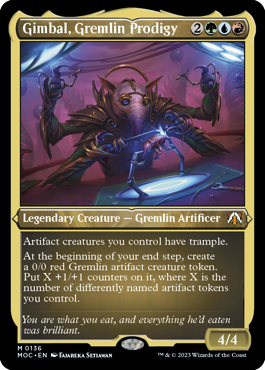 Gimbal, Gremlin Prodigy 2
Legendary Creature — Gremlin Artificer
Artifact creatures you control have trample.
At the beginning of your end step, create
a 0/0 red Gremlin artifact creature token.
Put X +1/+1 counters on it, where X is the
number of differently named artifact tokens
you control.
You are what you eat, and everything he'd eaten
was brilliant.
4/4
M 0136
MOC • EN Fajareka Setiawan
™ & © 2023 Wizards of the Coast